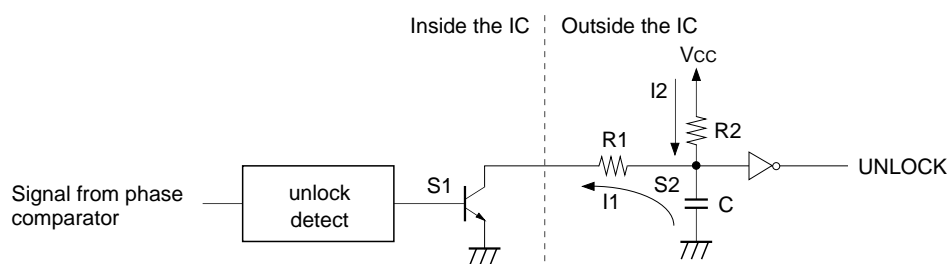 Inside the IC
Outside the IC
VCC
I2
R2
R1
UNLOCK
S1
S2
Signal from phase
comparator
unlock
detect
I1
C